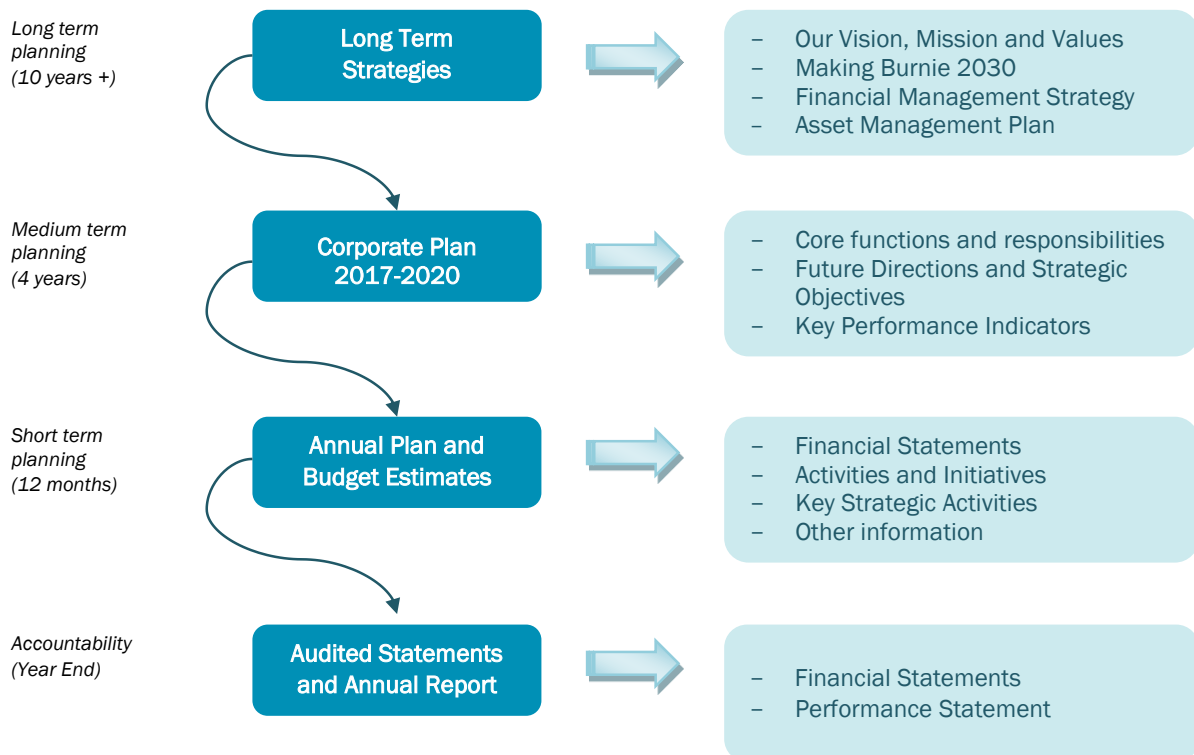 Long term
planning
(10 years +)
Long Term
Strategies
– Our Vision, Mission and Values
– Making Burnie 2030
– Financial Management Strategy
– Asset Management Plan
Medium term
planning
(4 years)
Corporate Plan
2017-2020
– Core functions and responsibilities
– Future Directions and Strategic
Objectives
– Key Performance Indicators
Short term
planning
(12 months)
Annual Plan and
Budget Estimates
– Financial Statements
– Activities and Initiatives
– Key Strategic Activities
– Other information
Accountability
(Year End)
Audited Statements
and Annual Report
– Financial Statements
– Performance Statement